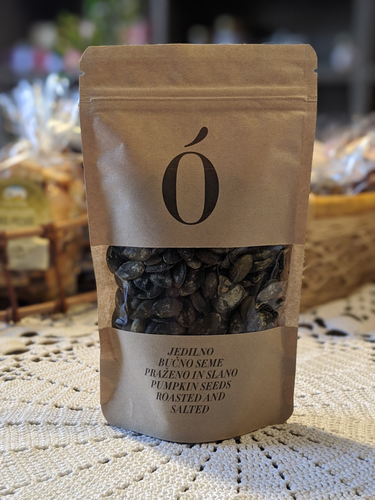 Ó
JEDILNO
BUČNO SEME
PRAŽENO IN SLANO
PUMPKIN SEEDS
ROASTED AND
SALTED